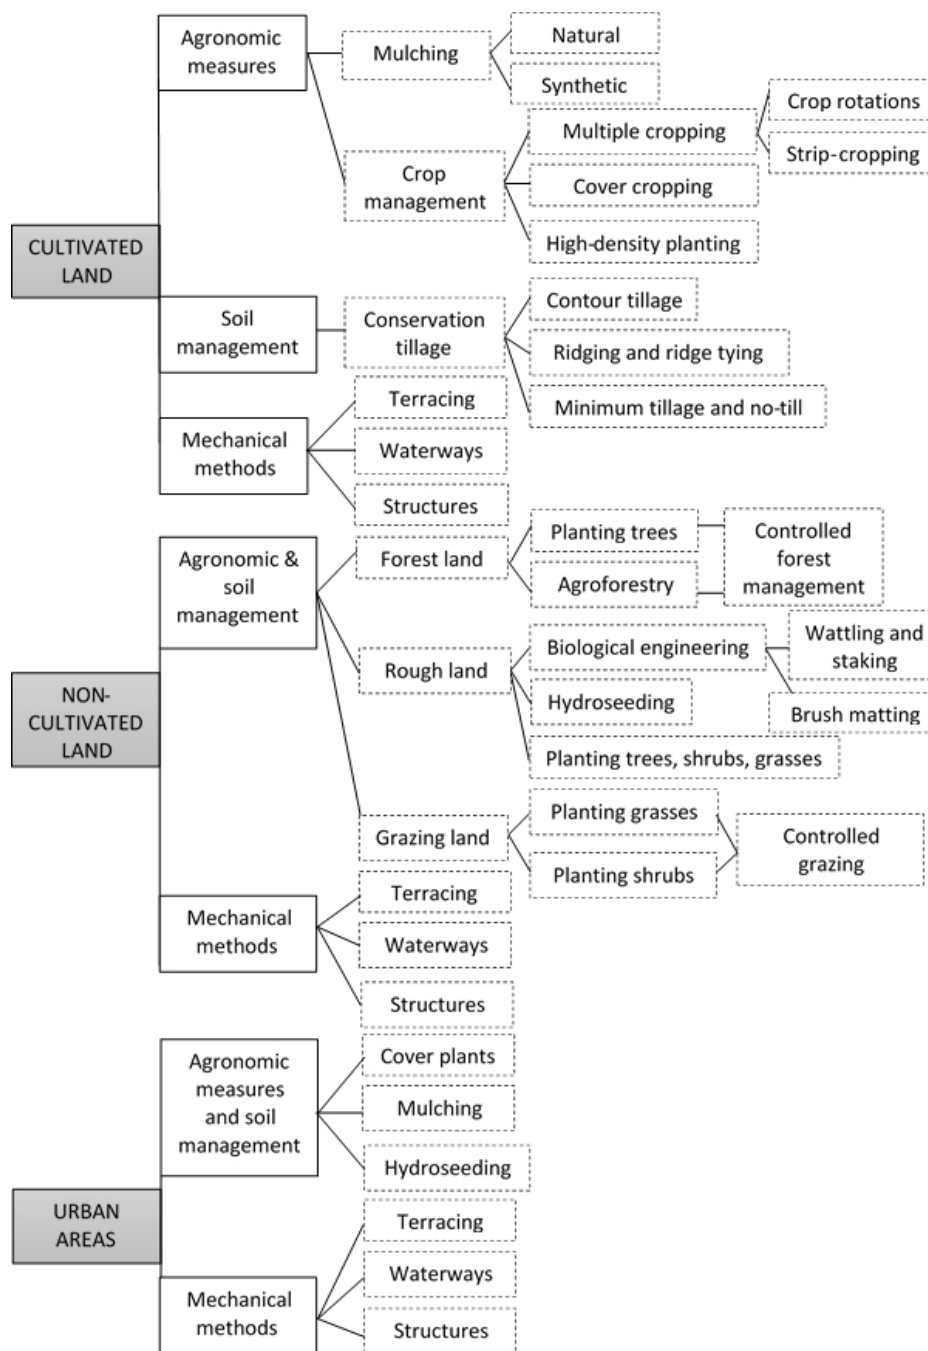 Agronomic
measures
Mulching
Natural
Synthetic
Crop
management
Multiple cropping
Crop rotations
Strip-cropping
Cover cropping
High-density planting
CULTIVATED
LAND
Soil
management
Conservation
tillage
Contour tillage
Ridging and ridge tying
Minimum tillage and no-till
Mechanical
methods
Terracing
Waterways
Structures
Agronomic &
soil
management
Forest land
Planting trees
Agroforestry
Controlled
forest
management
Rough land
Biological engineering
Wattling and
staking
Brush matting
Hydroseeding
Planting trees, shrubs, grasses
NON-
CULTIVATED
LAND
Grazing land
Planting grasses
Planting shrubs
Controlled
grazing
Mechanical
methods
Terracing
Waterways
Structures
Agronomic
measures
and soil
management
Cover plants
Mulching
Hydroseeding
URBAN
AREAS
Mechanical
methods
Terracing
Waterways
Structures